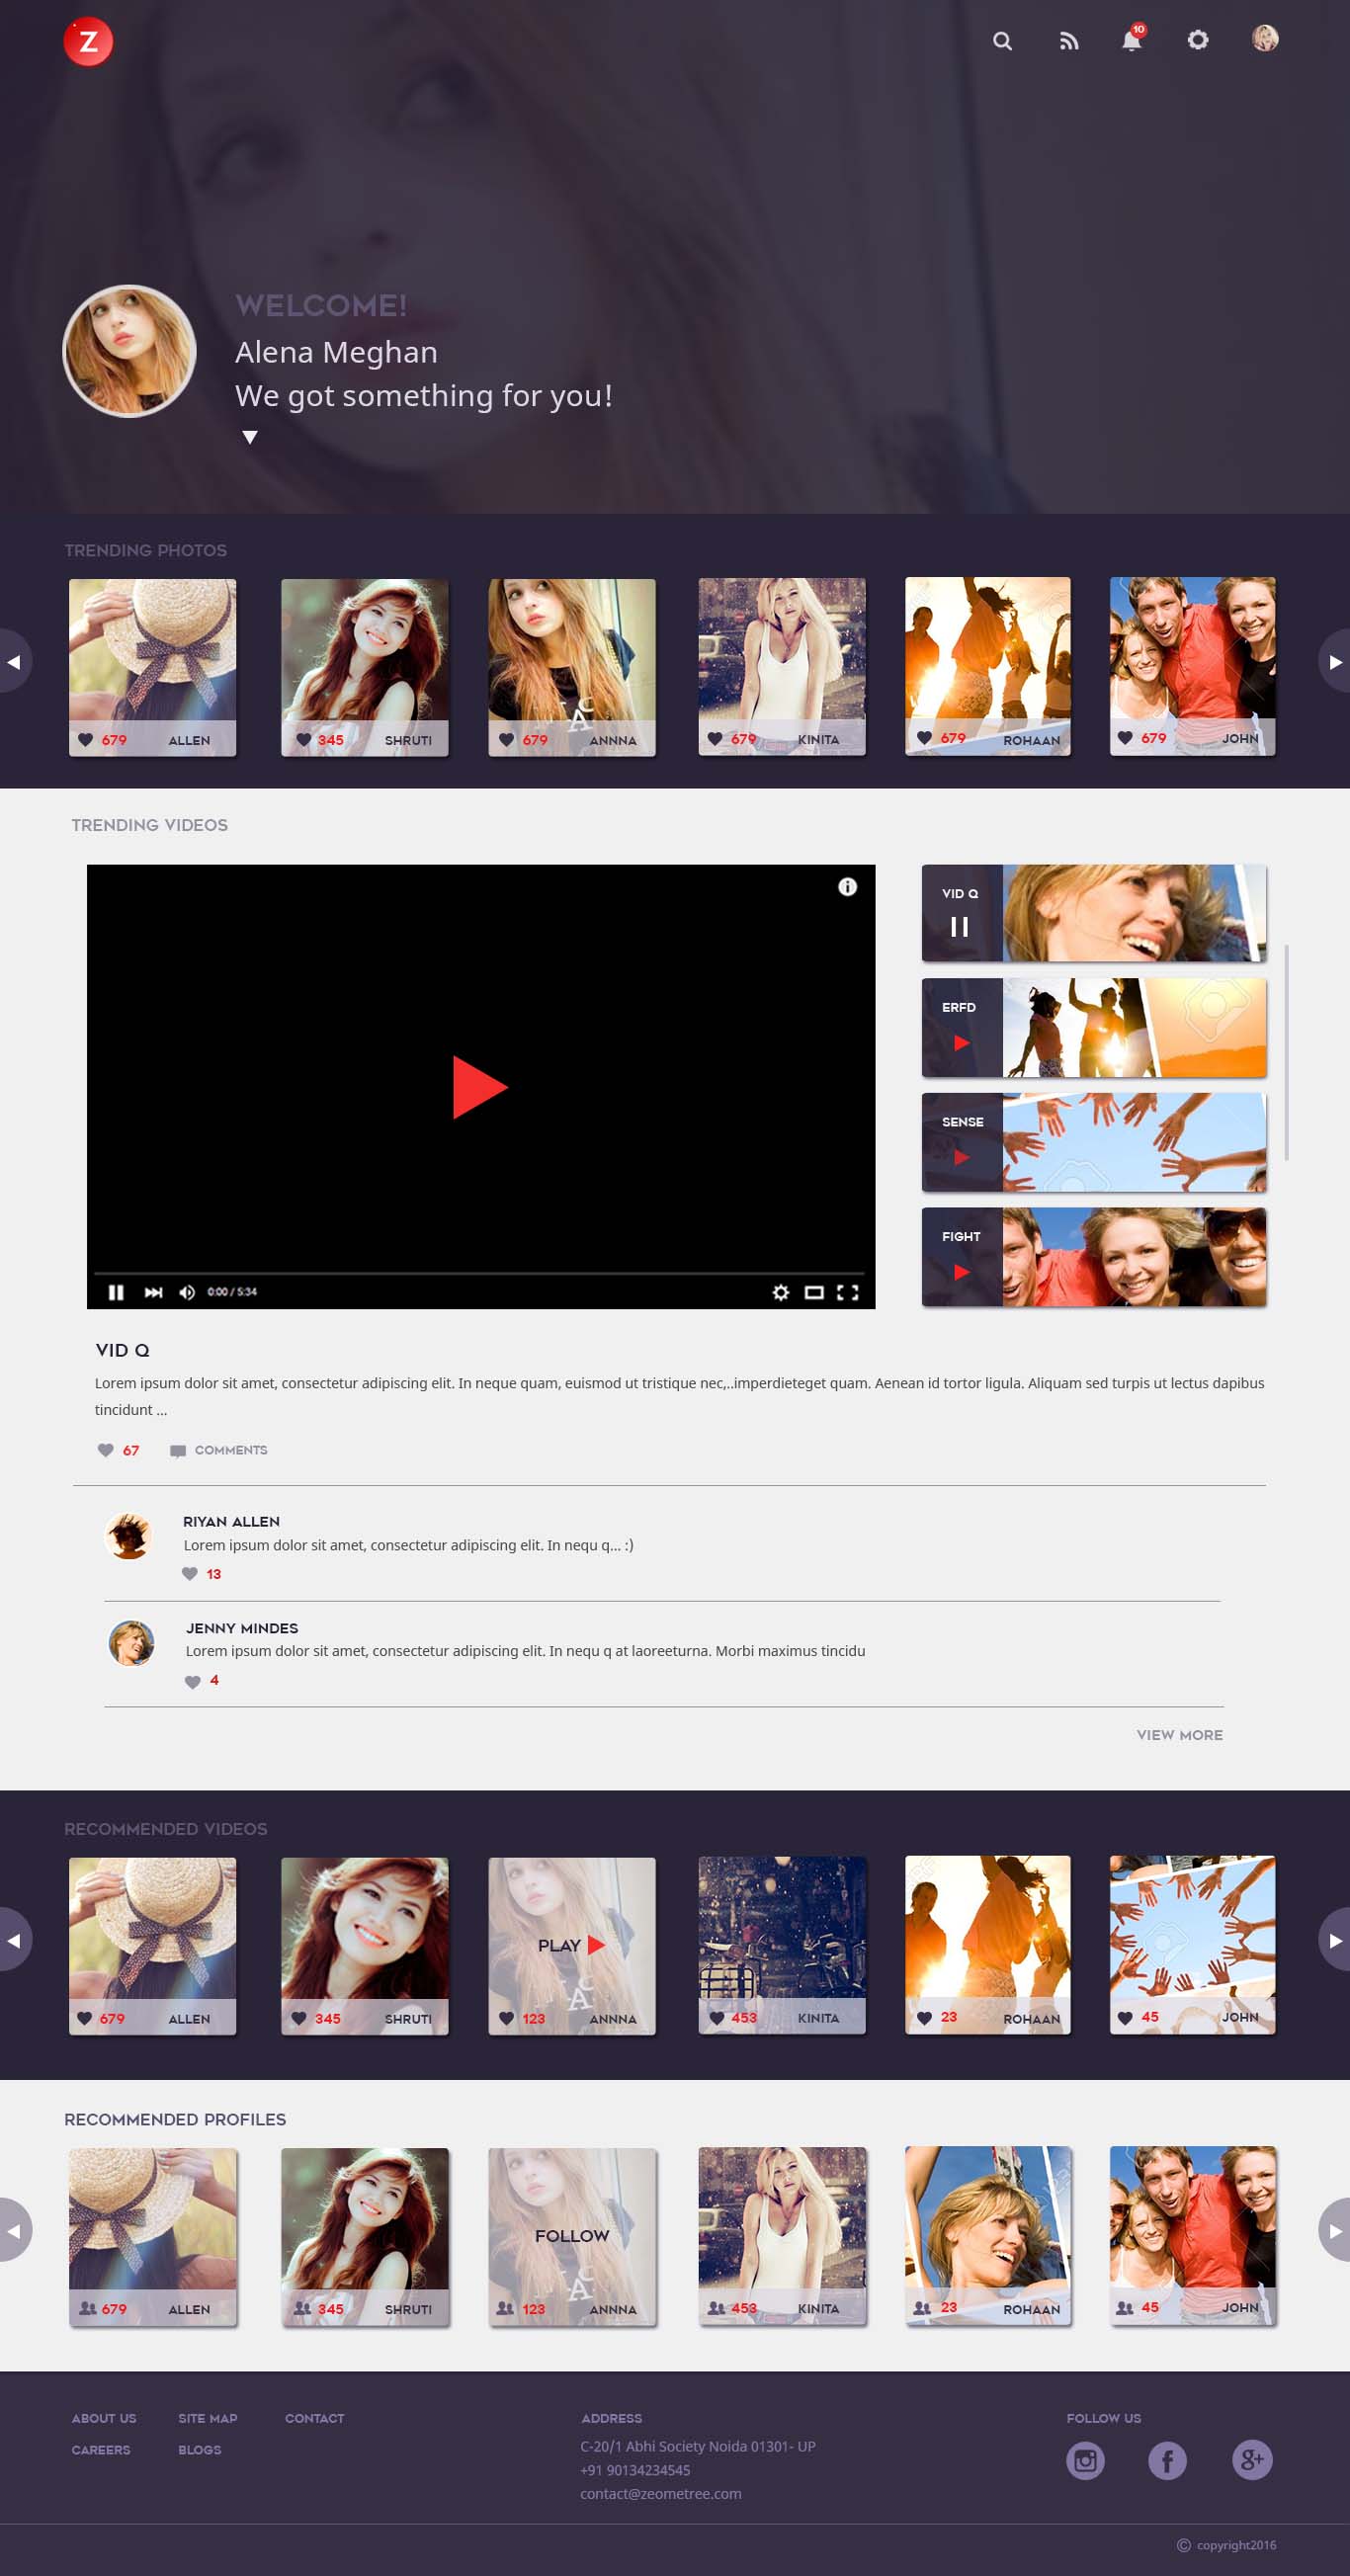 Z
10
WELCOME!
Alena Meghan
We got something for you!
TRENDING PHOTOS
679 ALLEN
345 SHRUTI
679 ANNNA
679 KINITA
679 ROHAAN
679 JOHN
TRENDING VIDEOS
VID Q
ERFD
SENSE
FIGHT
0:00 / 5:34
VID Q
Lorem ipsum dolor sit amet, consectetur adipiscing elit. In neque quam, euismod ut tristique nec,..imperdieteget quam. Aenean id tortor ligula. Aliquam sed turpis ut lectus dapibus
tincidunt ...
67 COMMENTS
RIYAN ALLEN
Lorem ipsum dolor sit amet, consectetur adipiscing elit. In nequ q... :)
13
JENNY MINDES
Lorem ipsum dolor sit amet, consectetur adipiscing elit. In nequ q at laoreeturna. Morbi maximus tincidu
4
VIEW MORE
RECOMMENDED VIDEOS
PLAY
679 ALLEN
345 SHRUTI
123 ANNNA
453 KINITA
23 ROHAAN
45 JOHN
RECOMMENDED PROFILES
FOLLOW
679 ALLEN
345 SHRUTI
123 ANNNA
453 KINITA
23 ROHAAN
45 JOHN
ABOUT US SITE MAP CONTACT
CAREERS BLOGS
ADDRESS
C-20/1 Abhi Society Noida 01301- UP
+91 90134234545
contact@zeometree.com
FOLLOW US
f g+
© copyright2016